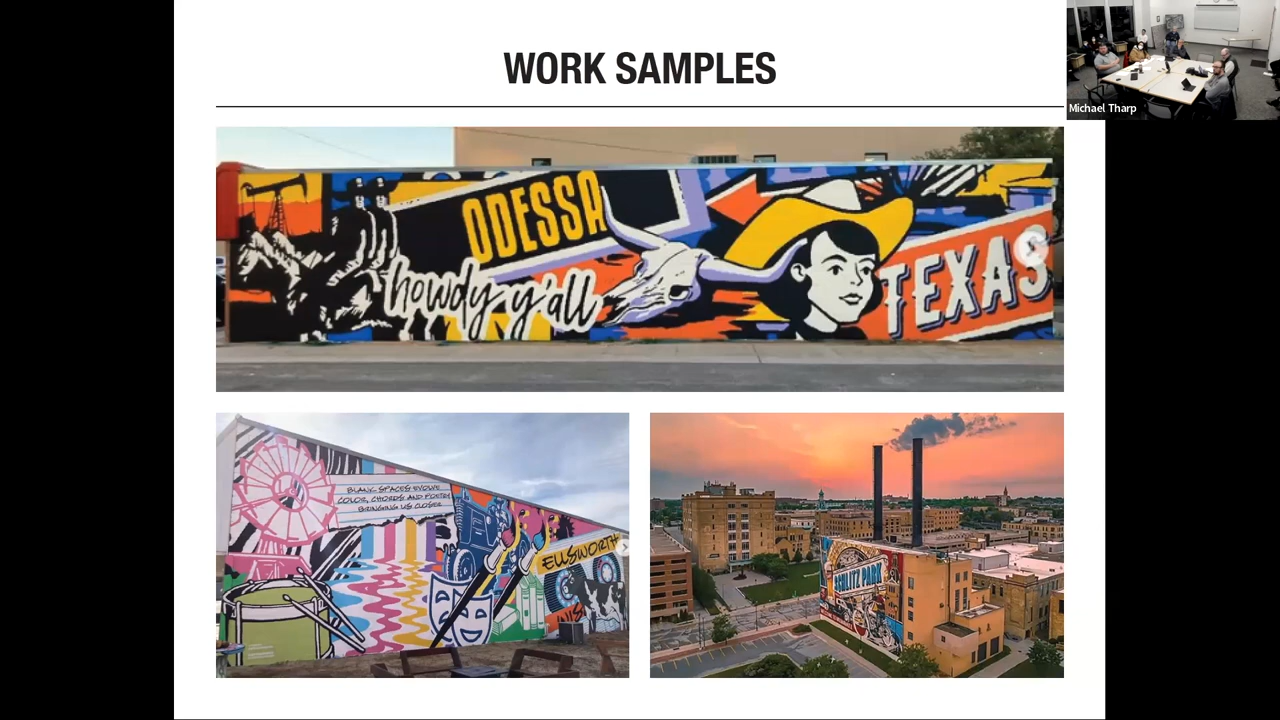 WORK SAMPLES
Michael Tharp
ODESSA
howdy y'all
TEXAS
BLANK SPACES EVOLVE
COLOR, CHORDS AND POETRY
BRINGING US CLOSER
ELLSWORTH
SCHLITZ PARK